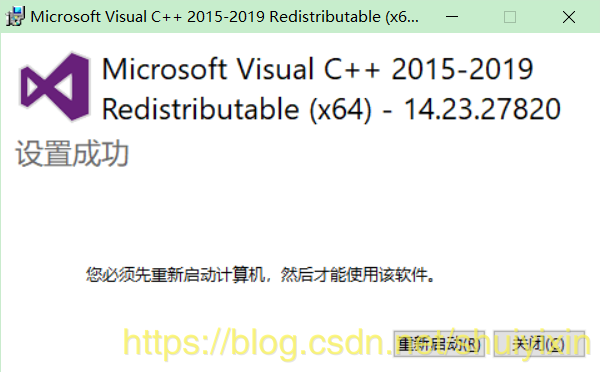 Microsoft Visual C++ 2015-2019 Redistributable (x6...
Microsoft Visual C++ 2015-2019
Redistributable (x64) - 14.23.27820
设置成功
您必须先重新启动计算机，然后才能使用该软件。
重新启动(R)
关闭(C)
https://blog.csdn.net/zhuiyixin